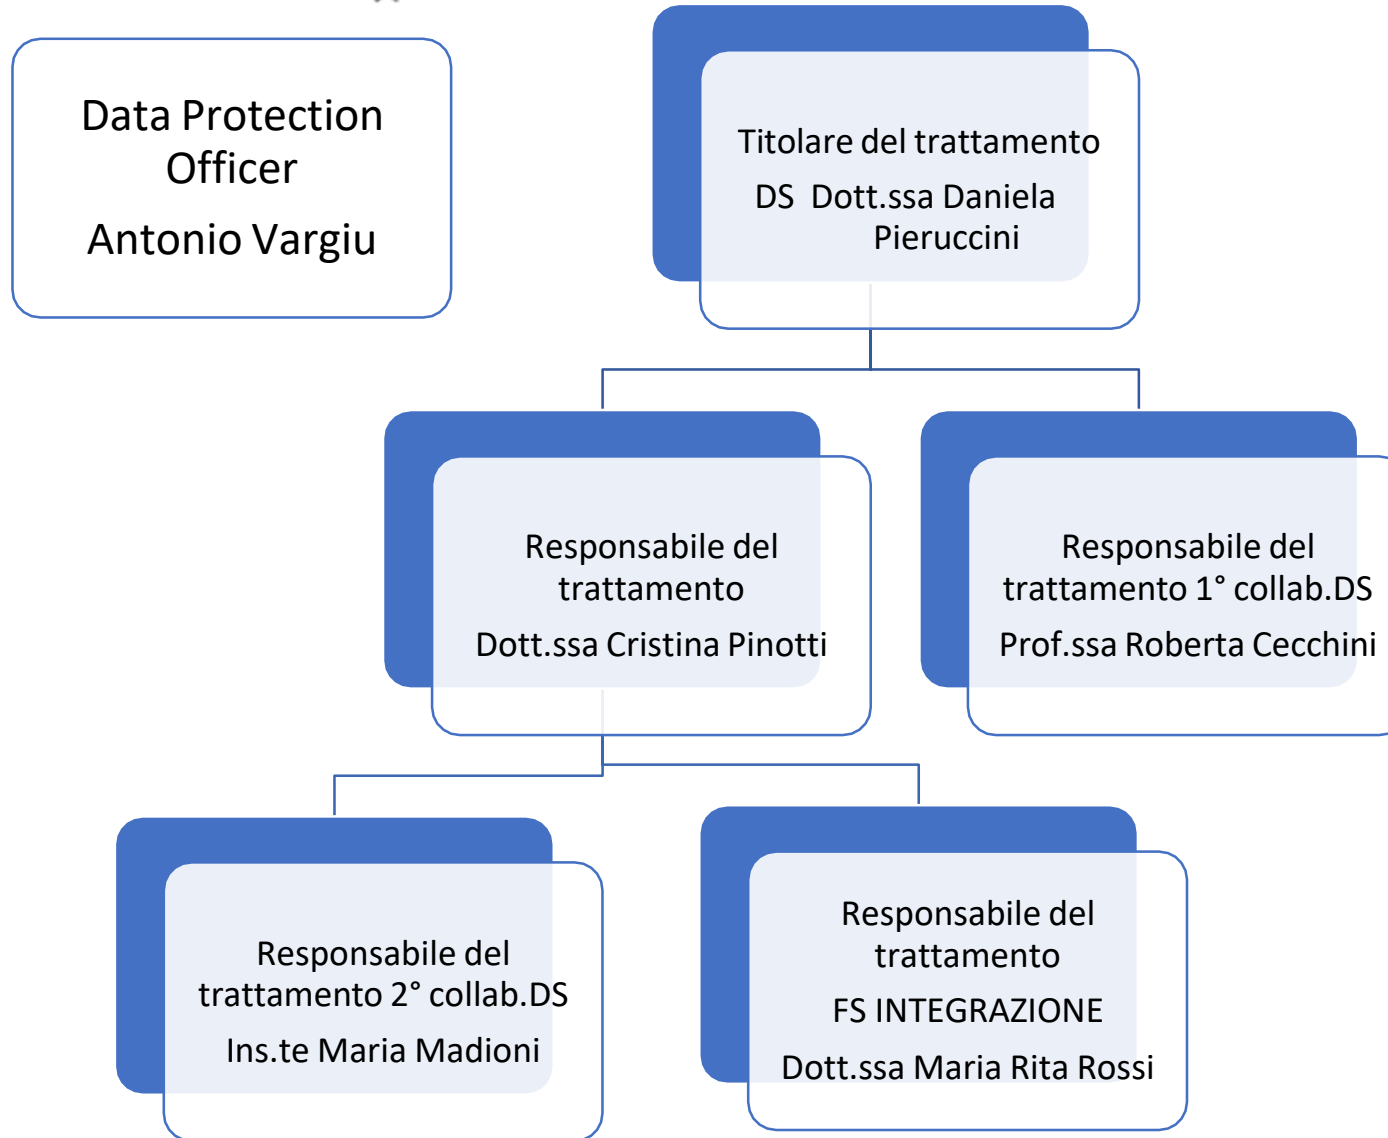 Data Protection
Officer
Antonio Vargiu
Titolare del trattamento
DS Dott.ssa Daniela
Pieruccini
Responsabile del
trattamento
Dott.ssa Cristina Pinotti
Responsabile del
trattamento 1° collab.DS
Prof.ssa Roberta Cecchini
Responsabile del
trattamento 2° collab.DS
Ins.te Maria Madioni
Responsabile del
trattamento
FS INTEGRAZIONE
Dott.ssa Maria Rita Rossi